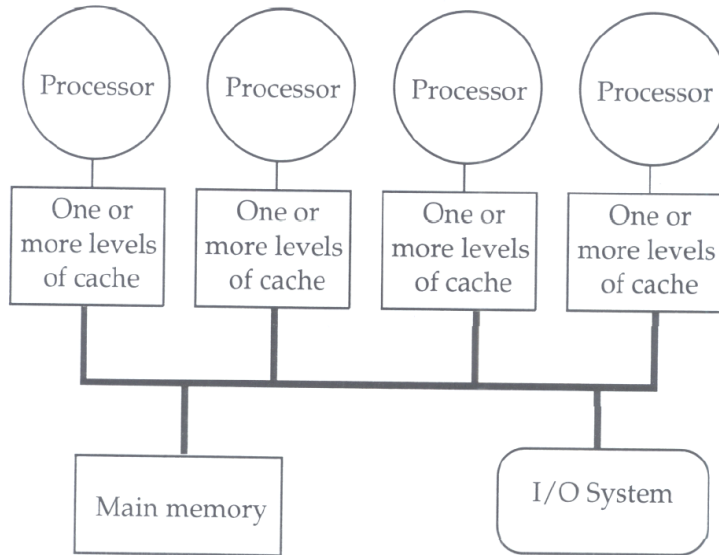 Processor
Processor
Processor
Processor
One or
more levels
of cache
One or
more levels
of cache
One or
more levels
of cache
One or
more levels
of cache
Main memory
I/O System